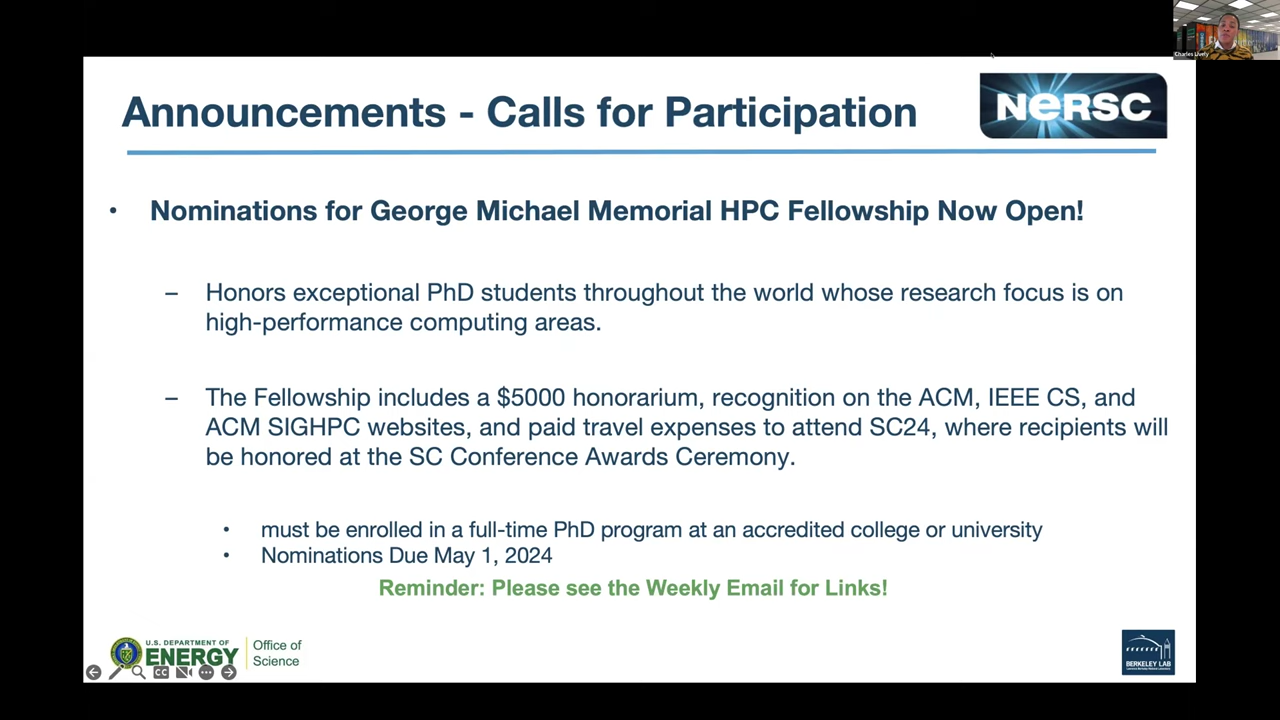 Charles Lively
Announcements - Calls for Participation
NERSC
• Nominations for George Michael Memorial HPC Fellowship Now Open!
– Honors exceptional PhD students throughout the world whose research focus is on
high-performance computing areas.
– The Fellowship includes a $5000 honorarium, recognition on the ACM, IEEE CS, and
ACM SIGHPC websites, and paid travel expenses to attend SC24, where recipients will
be honored at the SC Conference Awards Ceremony.
• must be enrolled in a full-time PhD program at an accredited college or university
• Nominations Due May 1, 2024
Reminder: Please see the Weekly Email for Links!
U.S. DEPARTMENT OF
ENERGY
Office of
Science
CC
BERKELEY LAB